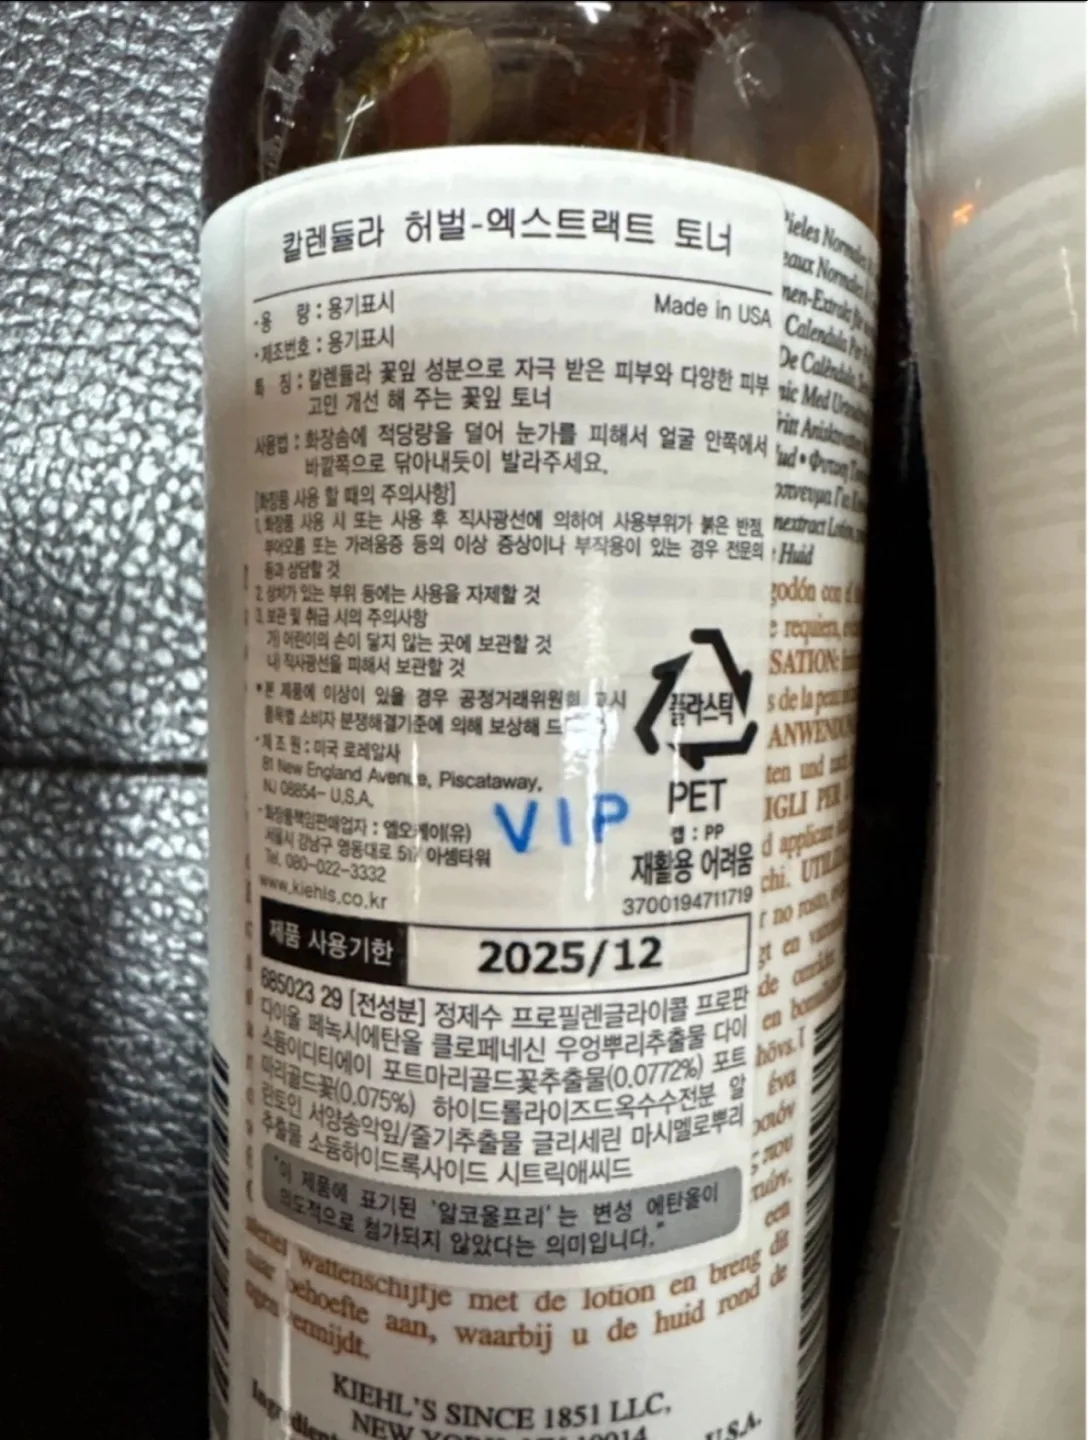 칼렌듈라 허벌-엑스트랙트 토너
·용 량 : 용기표시
Made in USA
·제조번호 : 용기표시
특 징 : 칼렌듈라 꽃잎 성분으로 자극 받은 피부와 다양한 피부
고민 개선 해 주는 꽃잎 토너
사용법 : 화장솜에 적당량을 덜어 눈가를 피해서 얼굴 안쪽에서
바깥쪽으로 닦아내듯이 발라주세요.
[화장품 사용 할 때의 주의사항]
1. 화장품 사용 시 또는 사용 후 직사광선에 의하여 사용부위가 붉은 반점,
부어오름 또는 가려움증 등의 이상 증상이나 부작용이 있는 경우 전문의
등과 상담할 것
2. 상처가 있는 부위 등에는 사용을 자제할 것
3. 보관 및 취급 시의 주의사항
가) 어린이의 손이 닿지 않는 곳에 보관할 것
나) 직사광선을 피해서 보관할 것
*본 제품에 이상이 있을 경우 공정거래위원회
품목별 소비자 분쟁해결기준에 의해 보상해
플라스틱
·제 조 원 : 미국 로레알사
81 New England Avenue, Piscataway,
NJ 08854- U.S.A.
PET
VIP
캡 : PP
·화장품책임판매업자 : 엘오케이(유)
서울시 강남구 영동대로 아셈타워
재활용 어려움
Tel. 080-022-3332
www.kiehls.co.kr
3700194711719
제품 사용기한 2025/12
685023 29 [전성분] 정제수 프로필렌글라이콜 프로판
다이올 페녹시에탄올 클로페네신 우엉뿌리추출물 다이
소듐이디티에이 포트마리골드꽃추출물(0.0772%) 포트
마리골드꽃(0.075%) 하이드롤라이즈드옥수수전분 알
란토인 서양송악잎/줄기추출물 글리세린 마시멜로뿌리
추출물 소듐하이드록사이드 시트릭애씨드
"이 제품에 표기된 '알코올프리'는 변성 에탄올이
의도적으로 첨가되지 않았다는 의미입니다."
wattenschijfje met de lotion en breng dit
naar behoefte aan, waarbij u de huid rond de
ogen vermijdt.
KIEHL'S SINCE 1851 LLC,
NEW YORK U.S.A.
Pieles Normales
Normales
Calendula
De Caléndula
Huid